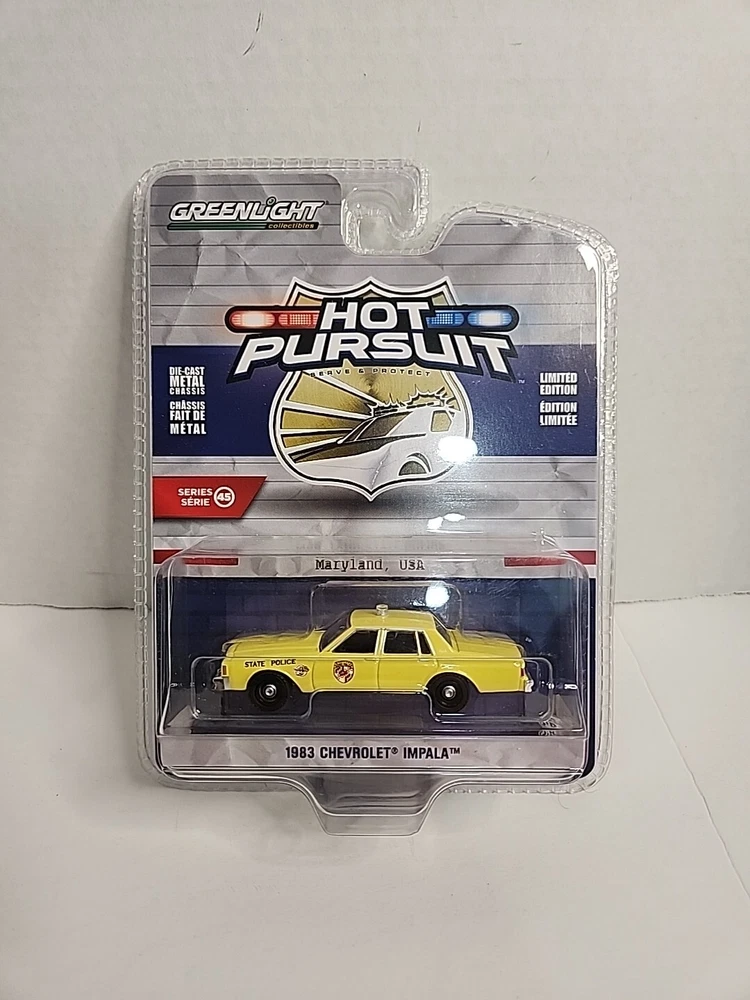 GREENLiGHT
collectibles
HOT
PURSUIT™
SERVE & PROTECT
DIE-CAST
METAL
CHASSIS
CHÂSSIS
FAIT DE
MÉTAL
LIMITED
EDITION
ÉDITION
LIMITÉE
SERIES
SÉRIE
45
Maryland, USA
STATE POLICE
1983 CHEVROLET® IMPALA™